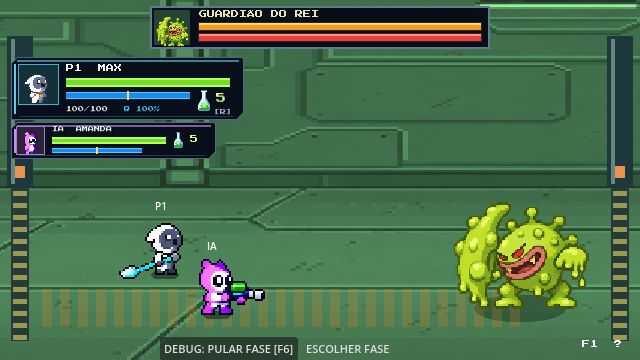 GUARDIÃO DO REI
P1 MAX
100/100 Q 100%
5
[R]
IA AMANDA
5
P1
IA
F1 ?
DEBUG: PULAR FASE [F6] ESCOLHER FASE